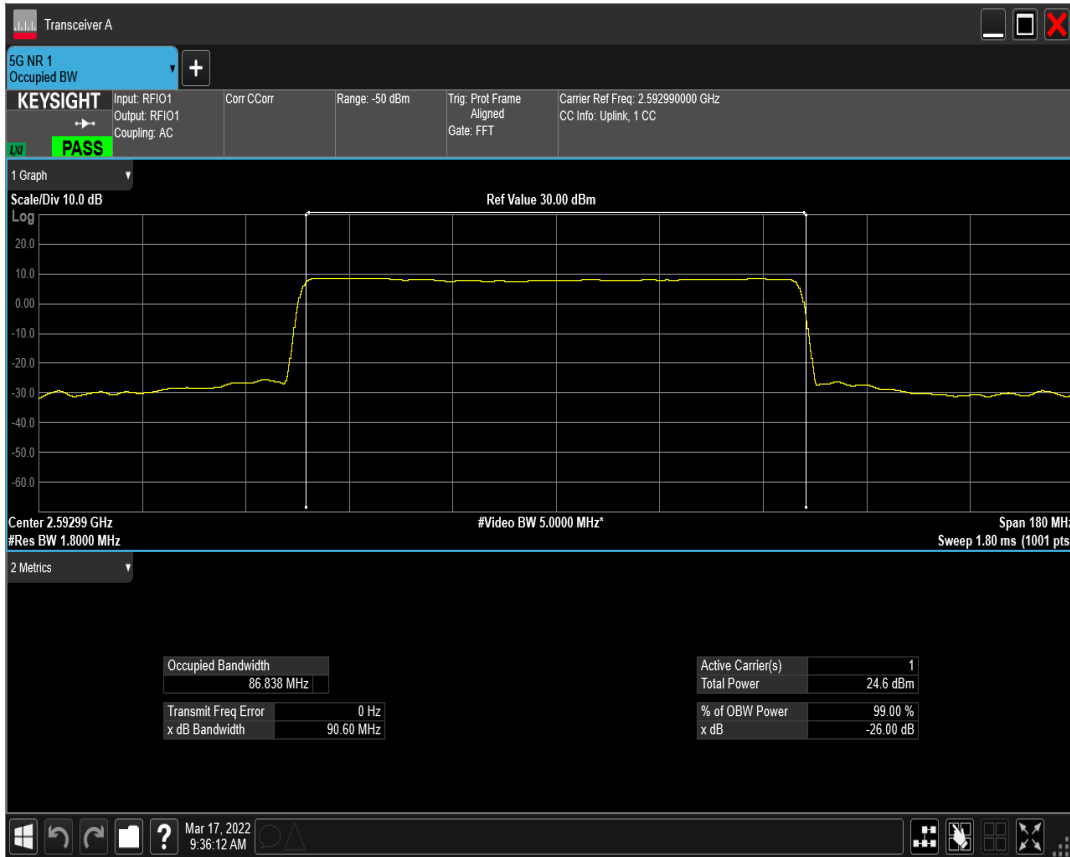 Transceiver A
5G NR 1
Occupied BW
KEYSIGHT
LXI
PASS
Input: RFIO1
Output: RFIO1
Coupling: AC
Corr CCorr
Range: -50 dBm
Trig: Prot Frame
Aligned
Gate: FFT
Carrier Ref Freq: 2.592990000 GHz
CC Info: Uplink, 1 CC
1 Graph
Scale/Div 10.0 dB
Ref Value 30.00 dBm
Log
20.0
10.0
0.00
-10.0
-20.0
-30.0
-40.0
-50.0
-60.0
Center 2.59299 GHz
#Video BW 5.0000 MHz*
Span 180 MHz
#Res BW 1.8000 MHz
Sweep 1.80 ms (1001 pts
2 Metrics
Occupied Bandwidth
86.838 MHz
Transmit Freq Error 0 Hz
x dB Bandwidth 90.60 MHz
Active Carrier(s) 1
Total Power 24.6 dBm
% of OBW Power 99.00 %
x dB -26.00 dB
?
Mar 17, 2022
9:36:12 AM